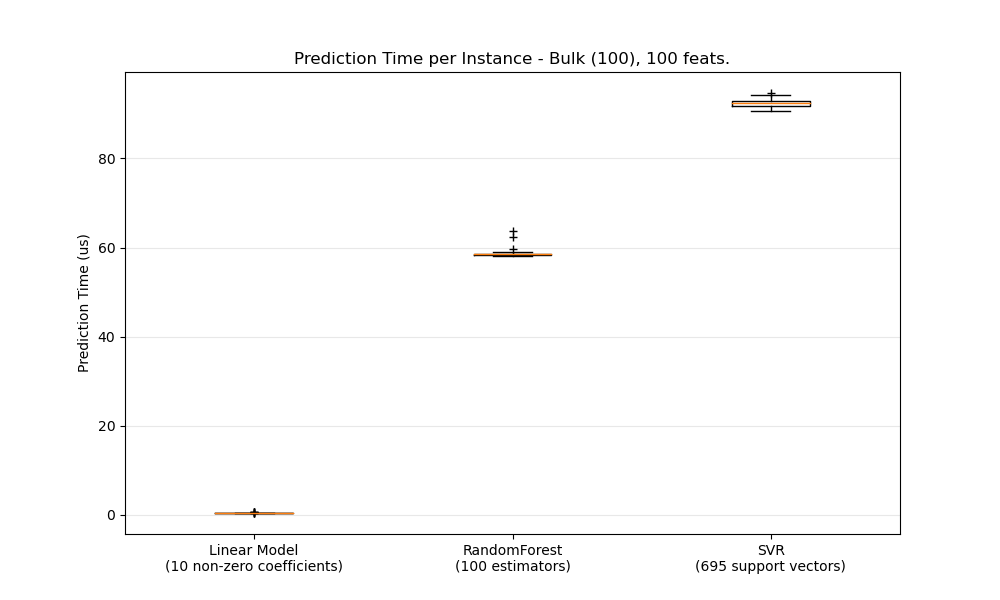 Prediction Time per Instance - Bulk (100), 100 feats.
Prediction Time (us)
80
60
40
20
0
Linear Model
(10 non-zero coefficients)
RandomForest
(100 estimators)
SVR
(695 support vectors)